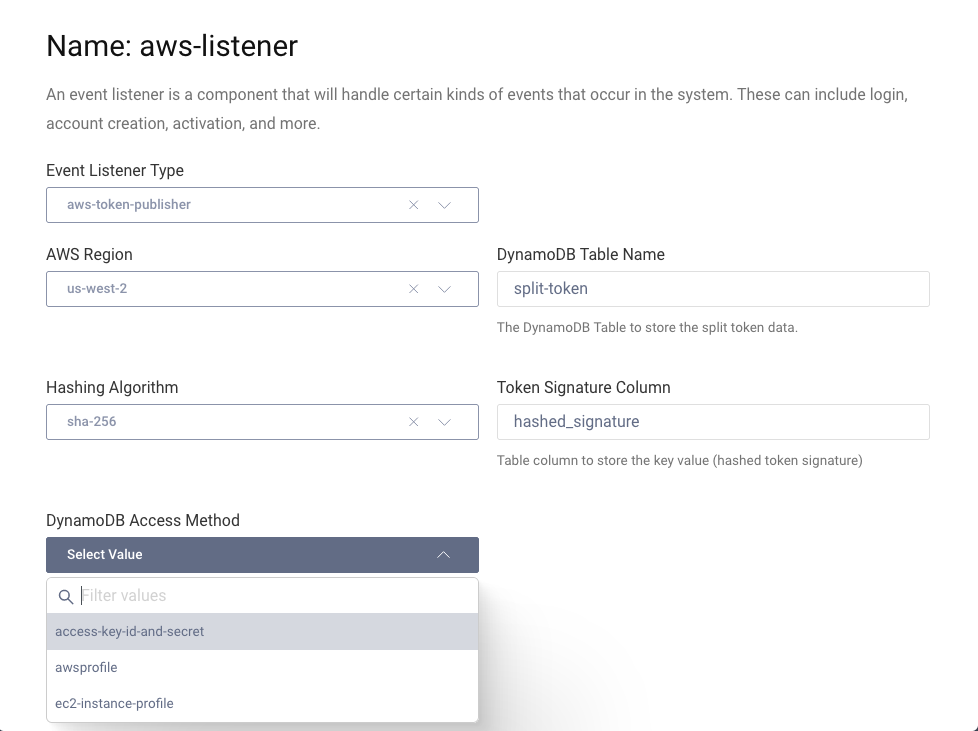 Name: aws-listener
An event listener is a component that will handle certain kinds of events that occur in the system. These can include login,
account creation, activation, and more.
Event Listener Type
aws-token-publisher
AWS Region
us-west-2
DynamoDB Table Name
split-token
The DynamoDB Table to store the split token data.
Hashing Algorithm
sha-256
Token Signature Column
hashed_signature
Table column to store the key value (hashed token signature)
DynamoDB Access Method
Select Value
Filter values
access-key-id-and-secret
awsprofile
ec2-instance-profile